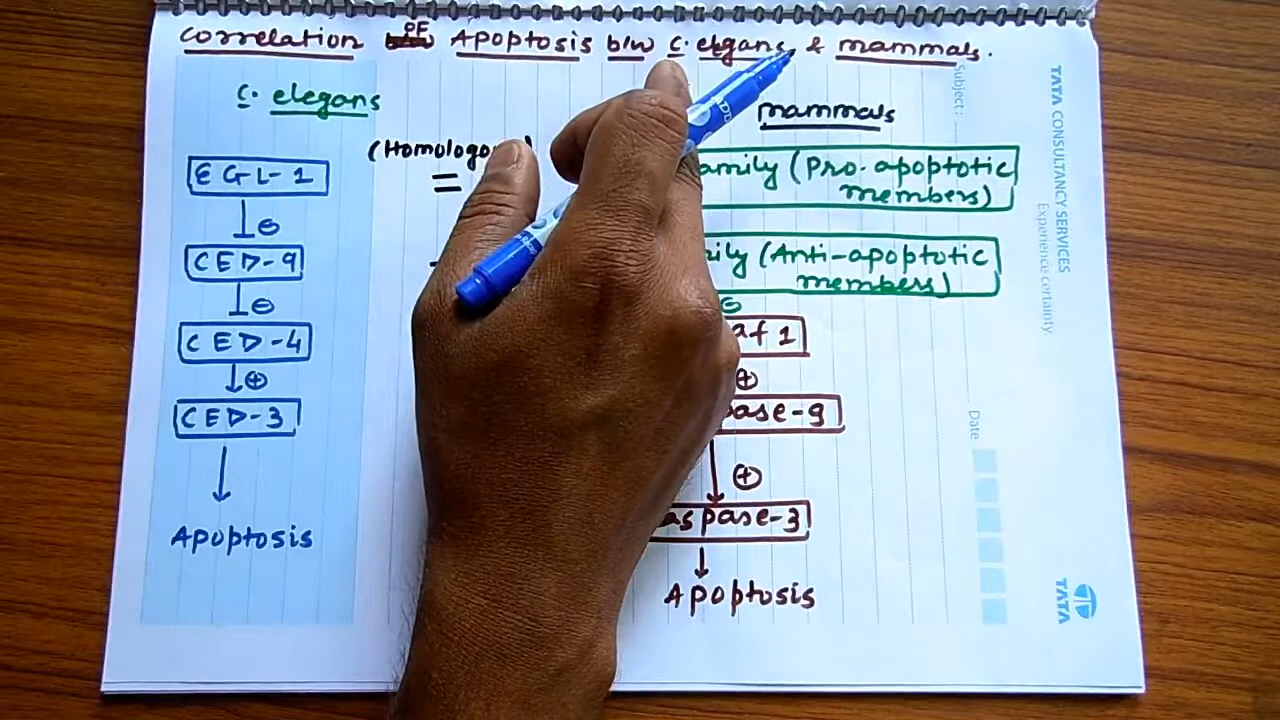 Correlation OF Apoptosis b/w C. elegans & mammals.
C. elegans
mammals
(Homologo
EGL-1
=
amily (Pro-apoptotic members)
⊖
CED-9
ily (Anti-apoptotic members)
⊖
⊖
CED-4
af 1
⊕
⊕
CED-3
ase-9
⊕
aspase-3
Apoptosis
Apoptosis
Subject :
TATA CONSULTANCY SERVICES
Experience certainty.
Date
TATA